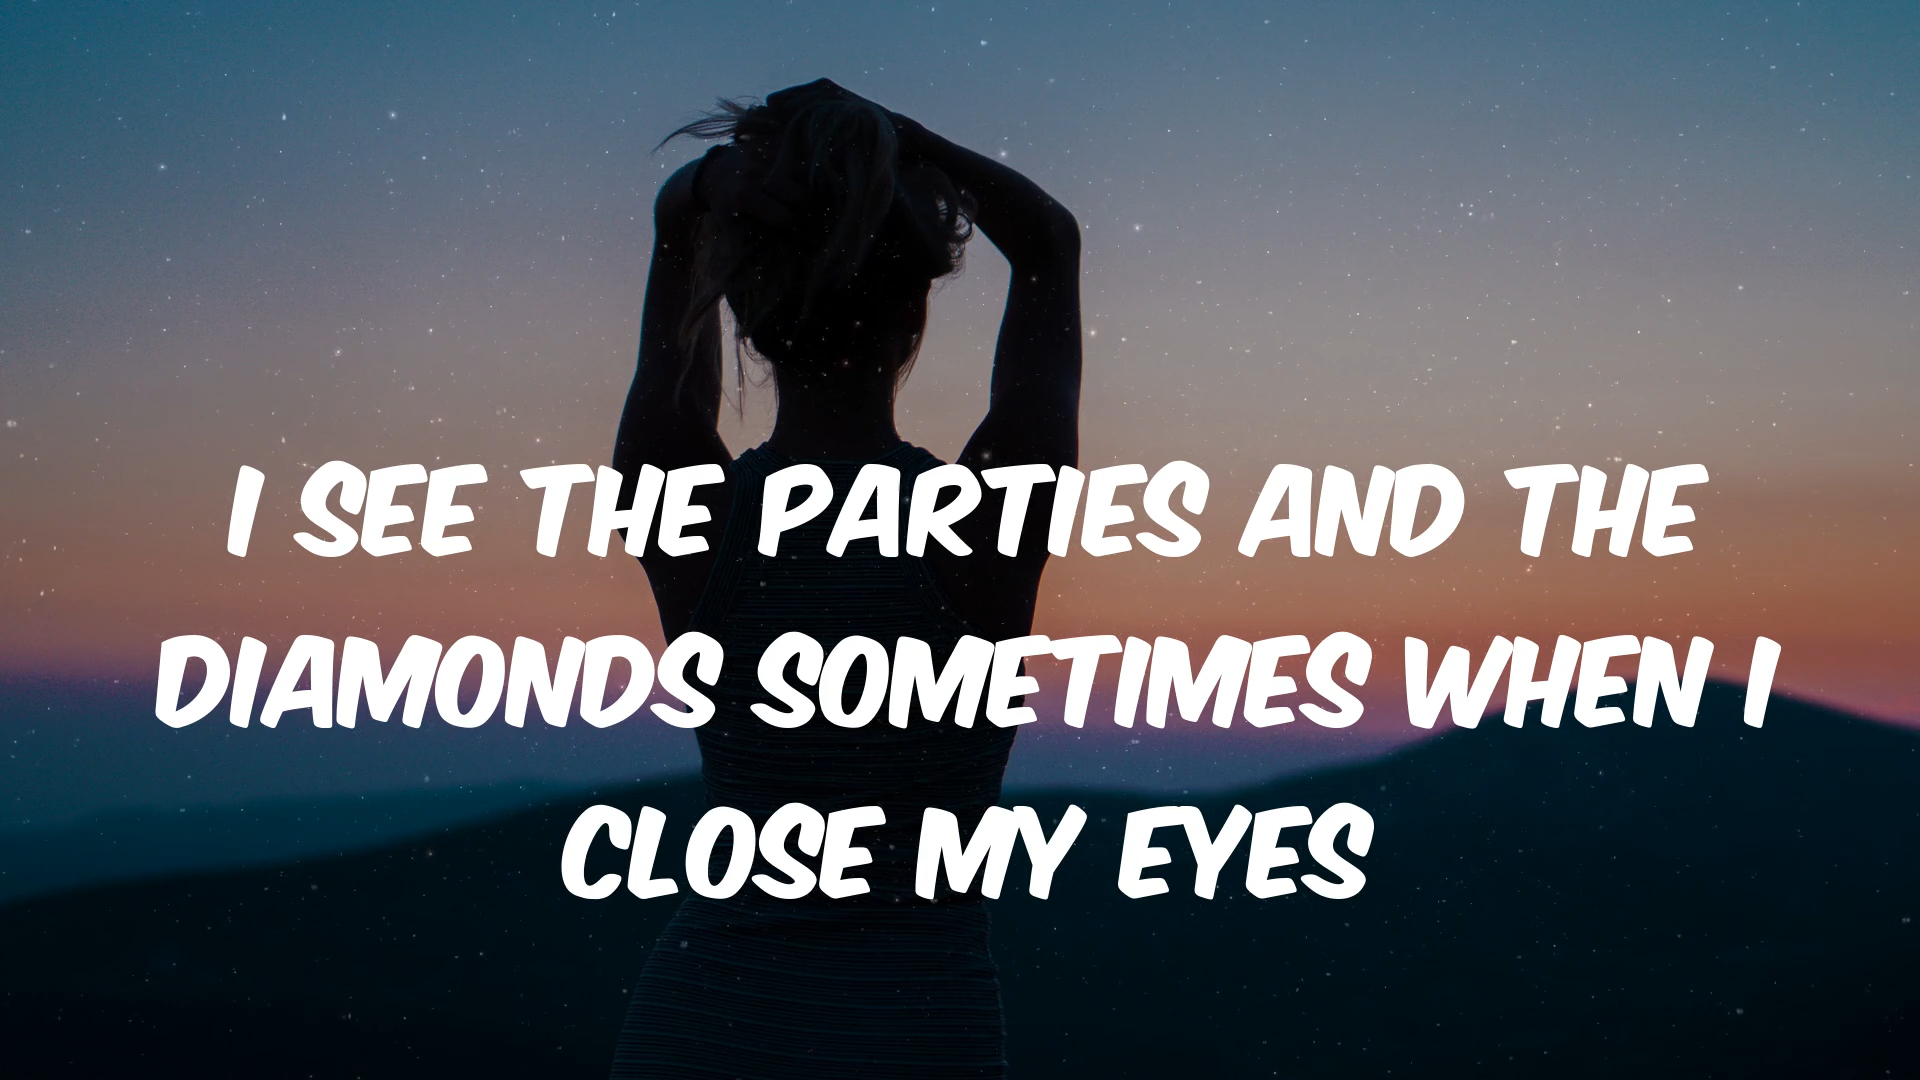 I SEE THE PARTIES AND THE
DIAMONDS SOMETIMES WHEN I
CLOSE MY EYES